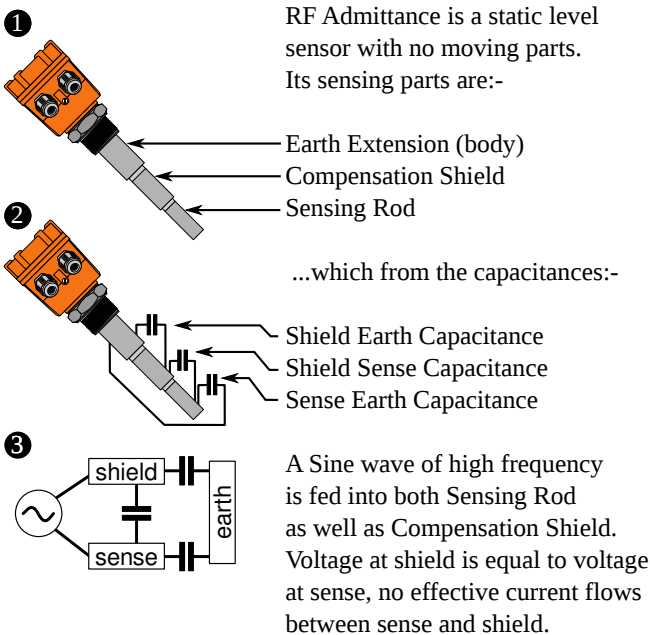 ❶
RF Admittance is a static level
sensor with no moving parts.
Its sensing parts are:-
Earth Extension (body)
Compensation Shield
Sensing Rod
❷
...which from the capacitances:-
Shield Earth Capacitance
Shield Sense Capacitance
Sense Earth Capacitance
❸
shield
sense
earth
A Sine wave of high frequency
is fed into both Sensing Rod
as well as Compensation Shield.
Voltage at shield is equal to voltage
at sense, no effective current flows
between sense and shield.